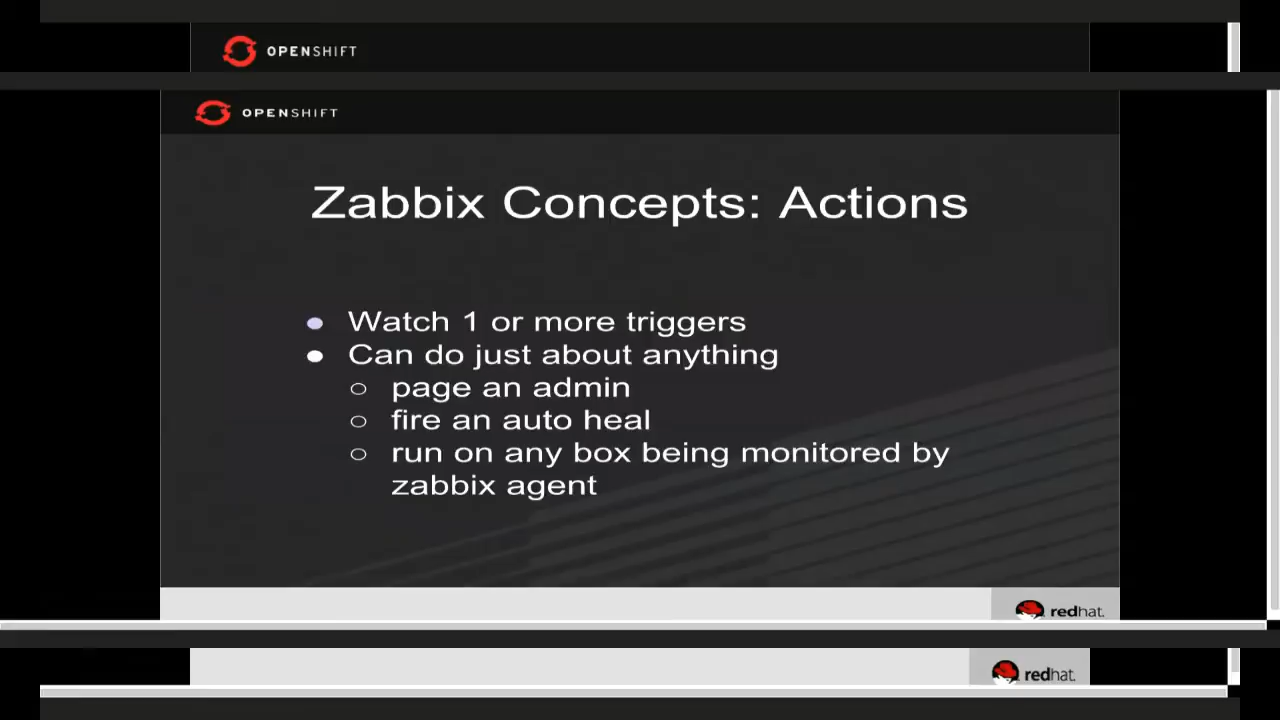 OPENSHIFT
OPENSHIFT
Zabbix Concepts: Actions
Watch 1 or more triggers
Can do just about anything
page an admin
fire an auto heal
run on any box being monitored by
zabbix agent
redhat.
redhat.